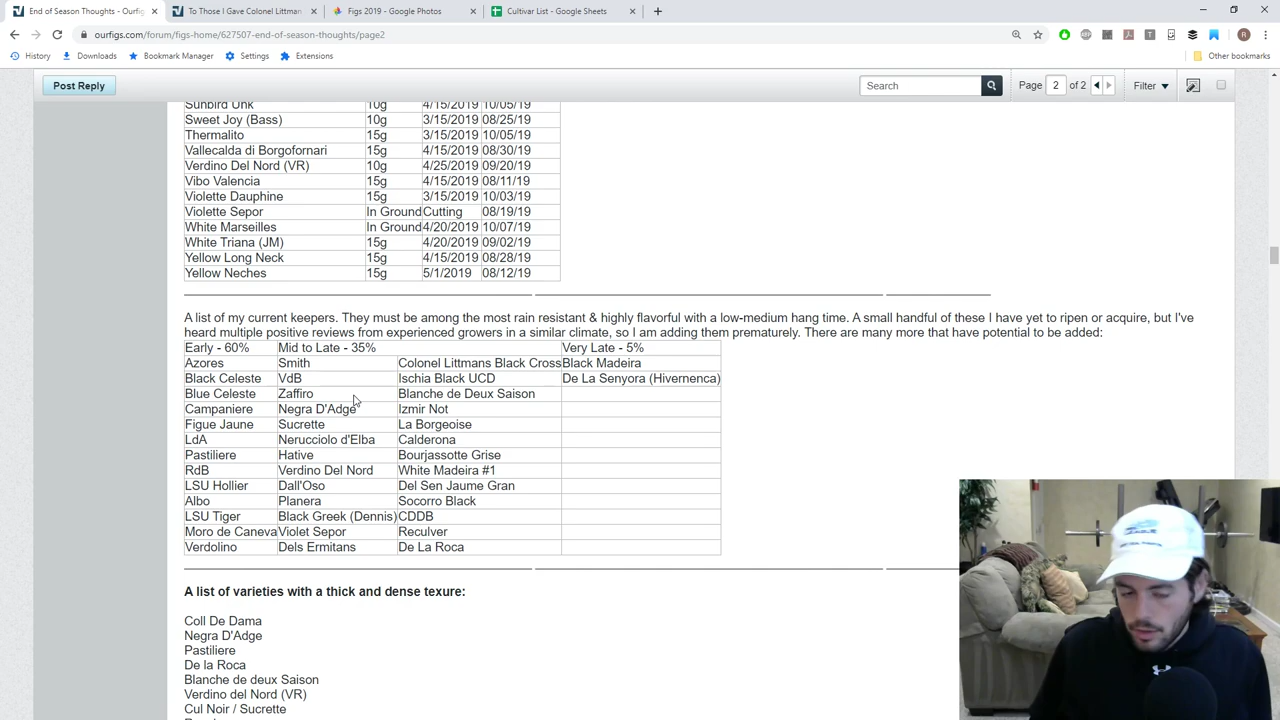 End of Season Thoughts - Ourfig
To Those I Gave Colonel Littman
Figs 2019 - Google Photos
Cultivar List - Google Sheets
ourfigs.com/forum/figs-home/627507-end-of-season-thoughts/page2
History Downloads Bookmark Manager Settings Extensions Other bookmarks
Post Reply Search Page 2 of 2 Filter
Sunbird Unk 10g 4/15/2019 10/05/19
Sweet Joy (Bass) 10g 3/15/2019 08/25/19
Thermalito 15g 3/15/2019 10/05/19
Vallecalda di Borgofornari 15g 4/15/2019 08/30/19
Verdino Del Nord (VR) 10g 4/25/2019 09/20/19
Vibo Valencia 15g 4/15/2019 08/11/19
Violette Dauphine 15g 3/15/2019 10/03/19
Violette Sepor In Ground Cutting 08/19/19
White Marseilles In Ground 4/20/2019 10/07/19
White Triana (JM) 15g 4/20/2019 09/02/19
Yellow Long Neck 15g 4/15/2019 08/28/19
Yellow Neches 15g 5/1/2019 08/12/19
A list of my current keepers. They must be among the most rain resistant & highly flavorful with a low-medium hang time. A small handful of these I have yet to ripen or acquire, but I've
heard multiple positive reviews from experienced growers in a similar climate, so I am adding them prematurely. There are many more that have potential to be added:
Early - 60% Mid to Late - 35% Very Late - 5%
Azores Smith Colonel Littmans Black Cross Black Madeira
Black Celeste VdB Ischia Black UCD De La Senyora (Hivernenca)
Blue Celeste Zaffiro Blanche de Deux Saison
Campaniere Negra D'Adge Izmir Not
Figue Jaune Sucrette La Borgeoise
LdA Nerucciolo d'Elba Calderona
Pastiliere Hative Bourjassotte Grise
RdB Verdino Del Nord White Madeira #1
LSU Hollier Dall'Oso Del Sen Jaume Gran
Albo Planera Socorro Black
LSU Tiger Black Greek (Dennis) CDDB
Moro de Caneva Violet Sepor Reculver
Verdolino Dels Ermitans De La Roca
A list of varieties with a thick and dense texure:
Coll De Dama
Negra D'Adge
Pastiliere
De la Roca
Blanche de deux Saison
Verdino del Nord (VR)
Cul Noir / Sucrette